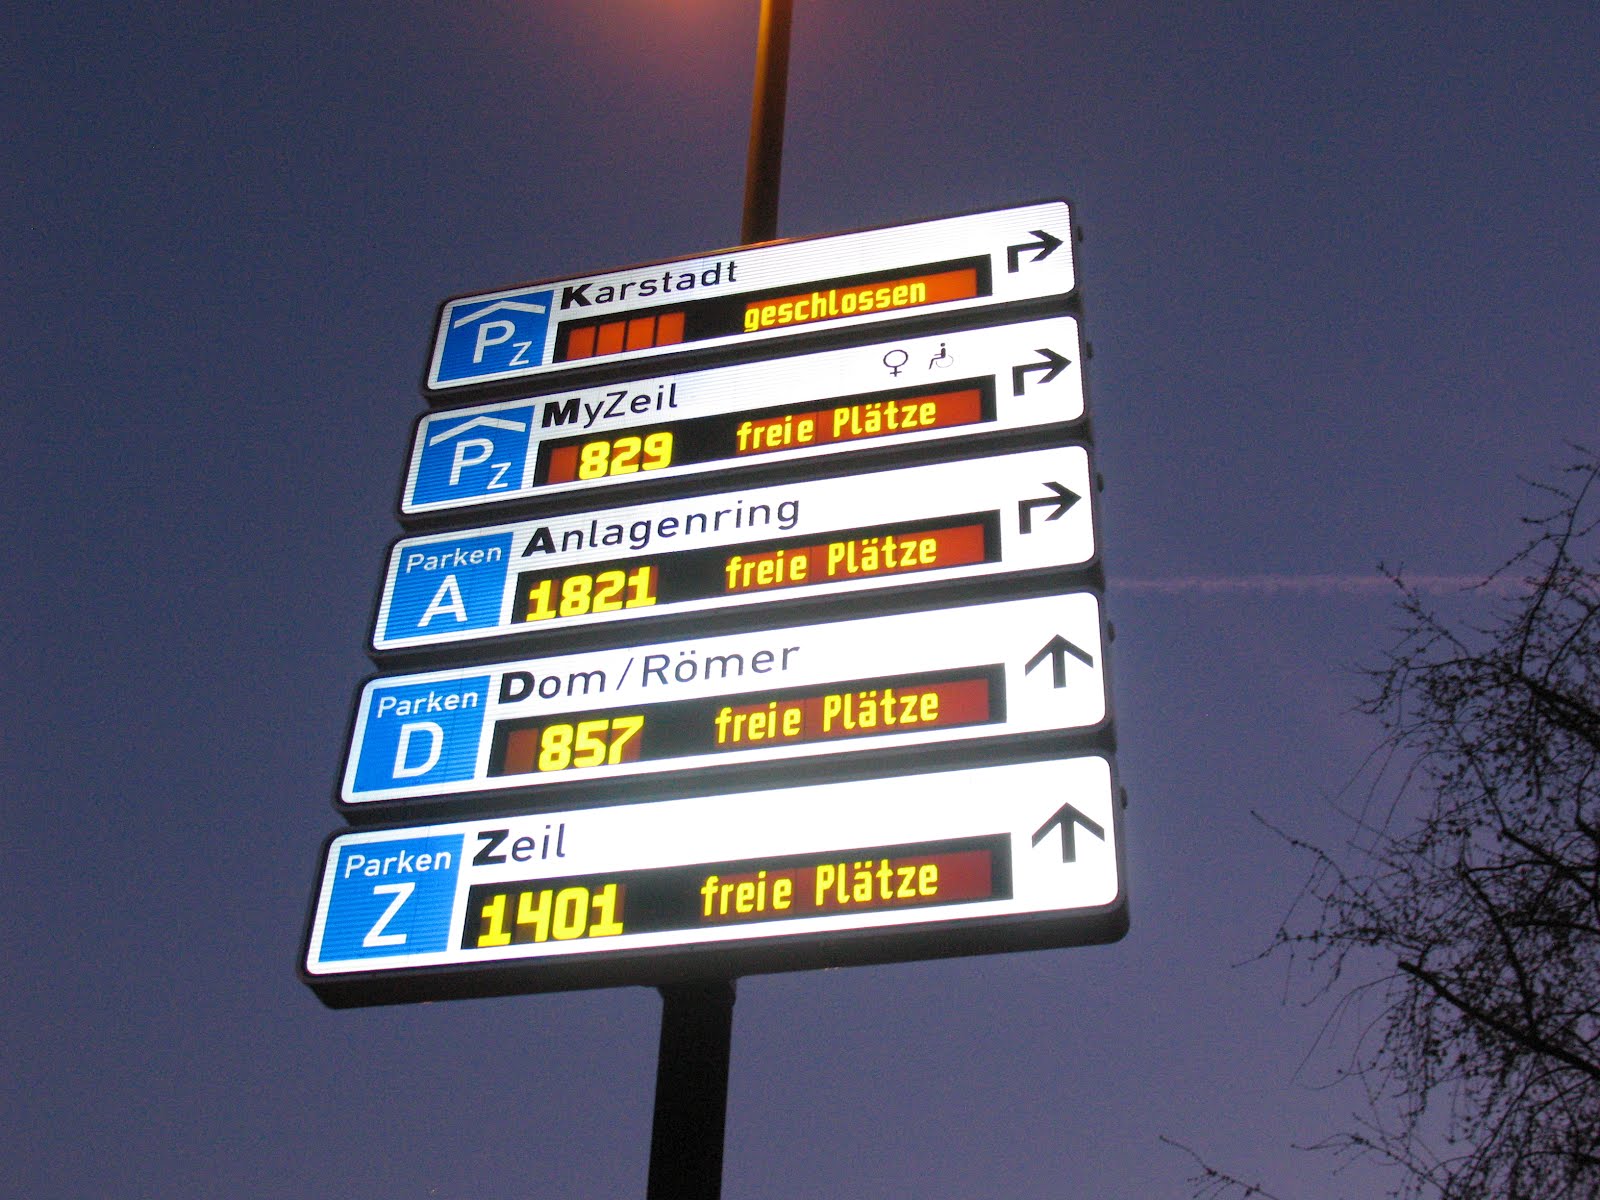 PZ Karstadt
geschlossen
PZ MyZeil
829 freie Plätze
Parken Anlagenring
A 1821 freie Plätze
Parken Dom/Römer
D 857 freie Plätze
Parken Zeil
Z 1401 freie Plätze